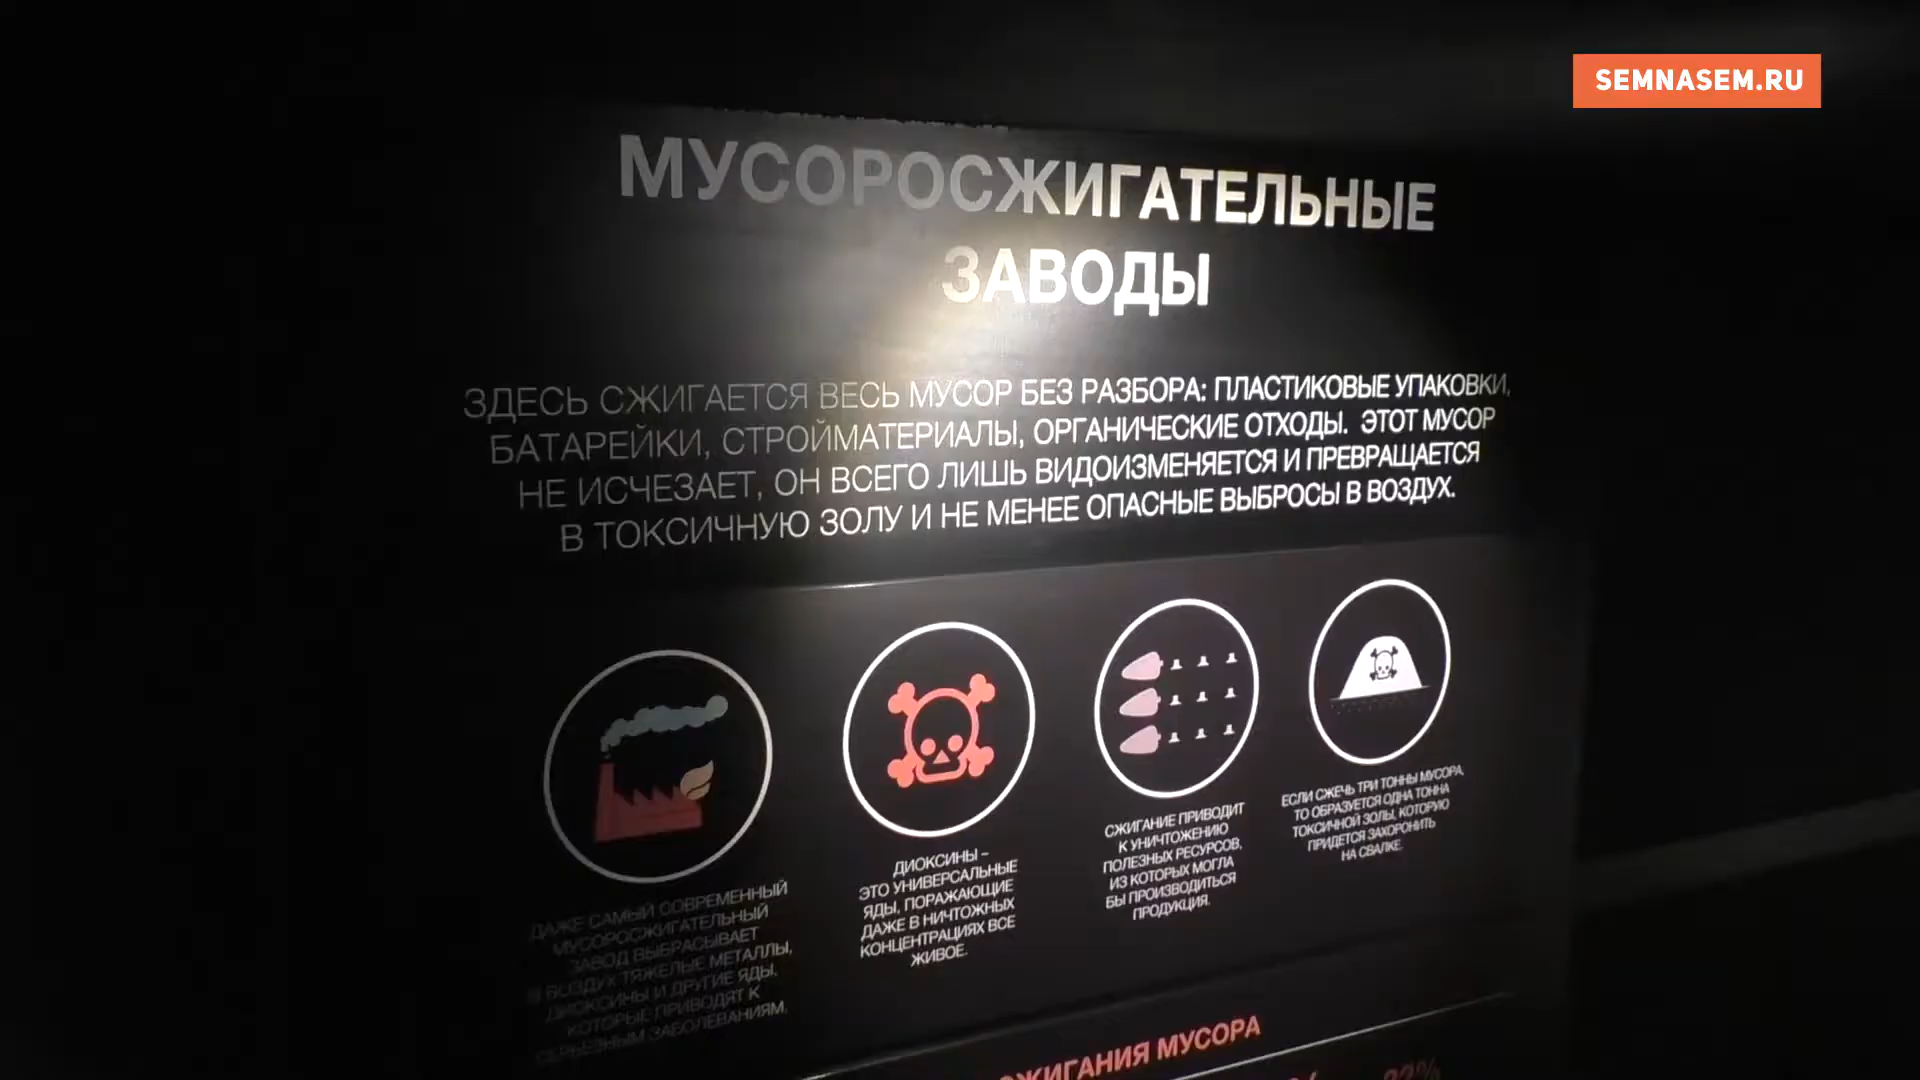 SEMNASEM.RU
МУСОРОСЖИГАТЕЛЬНЫЕ
ЗАВОДЫ
ЗДЕСЬ СЖИГАЕТСЯ ВЕСЬ МУСОР БЕЗ РАЗБОРА: ПЛАСТИКОВЫЕ УПАКОВКИ,
БАТАРЕЙКИ, СТРОЙМАТЕРИАЛЫ, ОРГАНИЧЕСКИЕ ОТХОДЫ. ЭТОТ МУСОР
НЕ ИСЧЕЗАЕТ, ОН ВСЕГО ЛИШЬ ВИДОИЗМЕНЯЕТСЯ И ПРЕВРАЩАЕТСЯ
В ТОКСИЧНУЮ ЗОЛУ И НЕ МЕНЕЕ ОПАСНЫЕ ВЫБРОСЫ В ВОЗДУХ.
ДАЖЕ САМЫЙ СОВРЕМЕННЫЙ
МУСОРОСЖИГАТЕЛЬНЫЙ
ЗАВОД ВЫБРАСЫВАЕТ
В ВОЗДУХ ТЯЖЕЛЫЕ МЕТАЛЛЫ,
ДИОКСИНЫ И ДРУГИЕ ЯДЫ,
КОТОРЫЕ ПРИВОДЯТ К
СЕРЬЕЗНЫМ ЗАБОЛЕВАНИЯМ.
ДИОКСИНЫ –
ЭТО УНИВЕРСАЛЬНЫЕ
ЯДЫ, ПОРАЖАЮЩИЕ
ДАЖЕ В НИЧТОЖНЫХ
КОНЦЕНТРАЦИЯХ ВСЕ
ЖИВОЕ.
СЖИГАНИЕ ПРИВОДИТ
К УНИЧТОЖЕНИЮ
ПОЛЕЗНЫХ РЕСУРСОВ,
ИЗ КОТОРЫХ МОГЛА
БЫ ПРОИЗВОДИТЬСЯ
ПРОДУКЦИЯ.
ЕСЛИ СЖЕЧЬ ТРИ ТОННЫ МУСОРА,
ТО ОБРАЗУЕТСЯ ОДНА ТОННА
ТОКСИЧНОЙ ЗОЛЫ, КОТОРУЮ
ПРИДЕТСЯ ЗАХОРОНИТЬ
НА СВАЛКЕ.
СЖИГАНИЯ МУСОРА